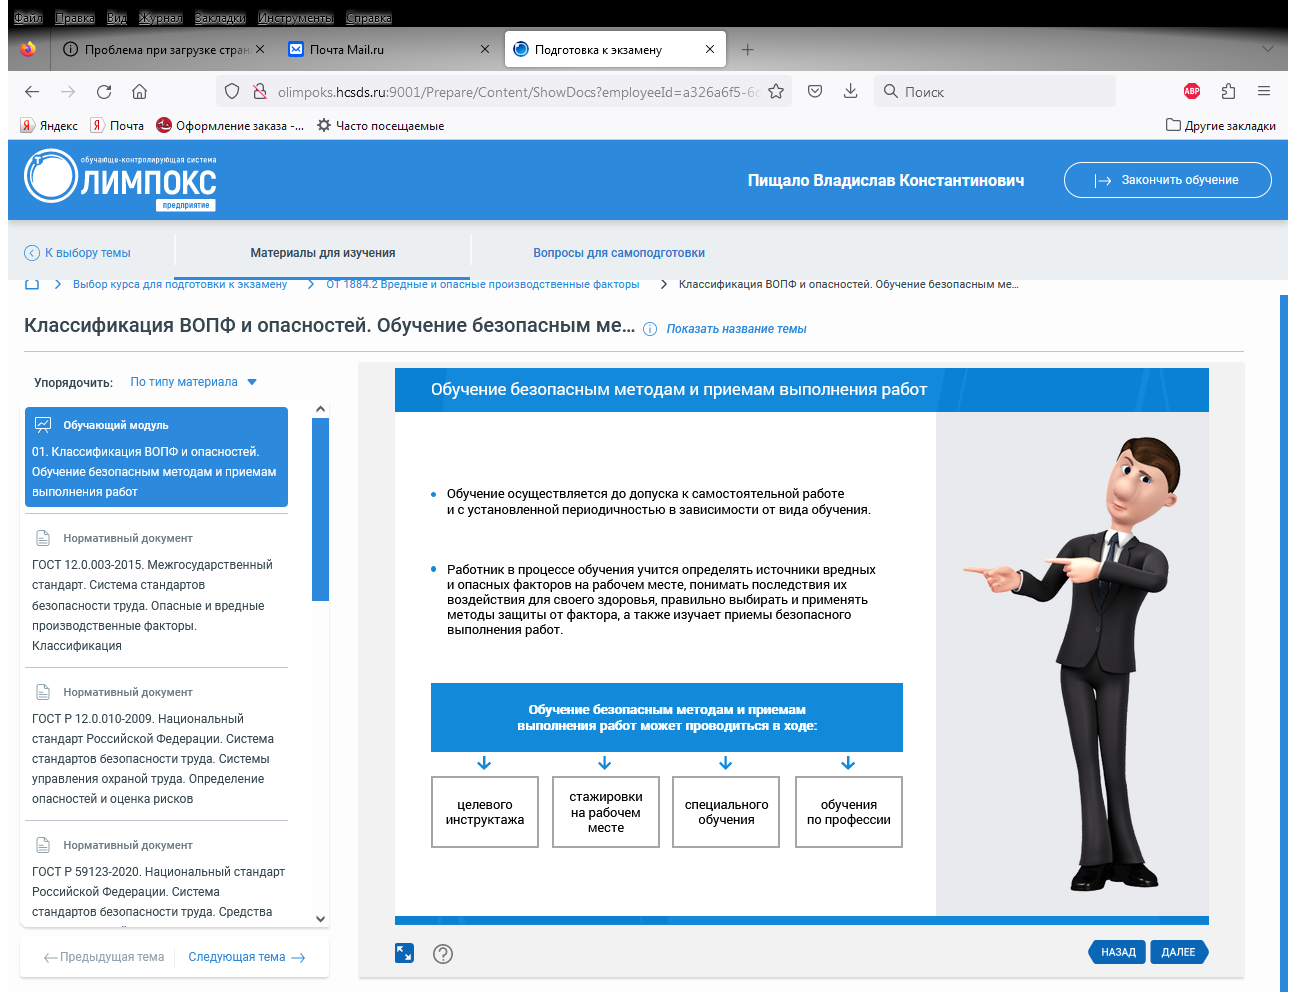 Файл Правка Вид Журнал Закладки Инструменты Справка
Проблема при загрузке стран
Почта Mail.ru
Подготовка к экзамену
olimpoks.hcsds.ru:9001/Prepare/Content/ShowDocs?employeeId=a326a6f5-6
Поиск
ABP
Яндекс
Почта
Оформление заказа -...
Часто посещаемые
Другие закладки
обучающе-контролирующая система
ОЛИМПОКС
предприятие
Пищало Владислав Константинович
Закончить обучение
К выбору темы
Материалы для изучения
Вопросы для самоподготовки
Выбор курса для подготовки к экзамену > ОТ 1884.2 Вредные и опасные производственные факторы > Классификация ВОПФ и опасностей. Обучение безопасным ме...
Классификация ВОПФ и опасностей. Обучение безопасным ме...
Показать название темы
Упорядочить: По типу материала
Обучающий модуль
01. Классификация ВОПФ и опасностей.
Обучение безопасным методам и приемам
выполнения работ
Нормативный документ
ГОСТ 12.0.003-2015. Межгосударственный
стандарт. Система стандартов
безопасности труда. Опасные и вредные
производственные факторы.
Классификация
Нормативный документ
ГОСТ Р 12.0.010-2009. Национальный
стандарт Российской Федерации. Система
стандартов безопасности труда. Системы
управления охраной труда. Определение
опасностей и оценка рисков
Нормативный документ
ГОСТ Р 59123-2020. Национальный стандарт
Российской Федерации. Система
стандартов безопасности труда. Средства
Предыдущая тема
Следующая тема
Обучение безопасным методам и приемам выполнения работ
Обучение осуществляется до допуска к самостоятельной работе
и с установленной периодичностью в зависимости от вида обучения.
Работник в процессе обучения учится определять источники вредных
и опасных факторов на рабочем месте, понимать последствия их
воздействия для своего здоровья, правильно выбирать и применять
методы защиты от фактора, а также изучает приемы безопасного
выполнения работ.
Обучение безопасным методам и приемам
выполнения работ может проводиться в ходе:
целевого
инструктажа
стажировки
на рабочем
месте
специального
обучения
обучения
по профессии
НАЗАД
ДАЛЕЕ